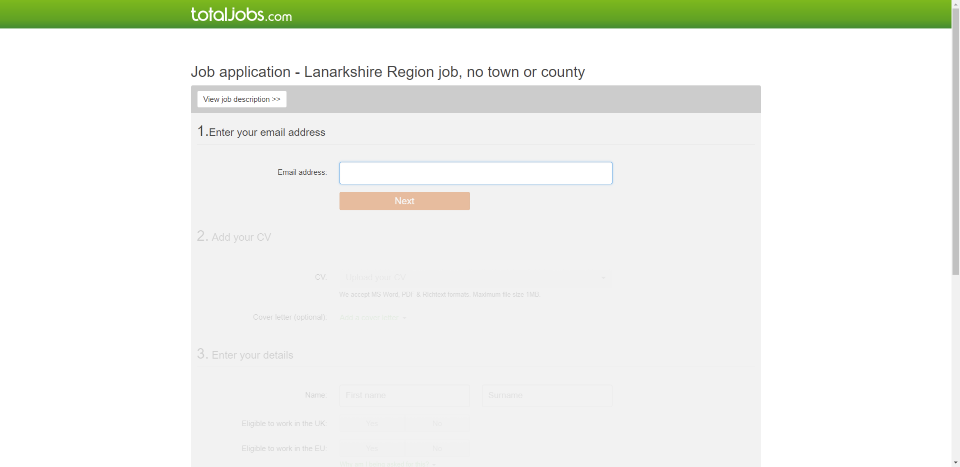 totaljobs.com
Job application - Lanarkshire Region job, no town or county
View job description >>
1.Enter your email address
Email address:
Next
2. Add your CV
CV:
Upload your CV
We accept MS Word, PDF & Richtext formats. Maximum file size 1MB.
Cover letter (optional):
Add a cover letter
3. Enter your details
Name:
First name
Surname
Eligible to work in the UK:
Yes
No
Eligible to work in the EU:
Yes
No